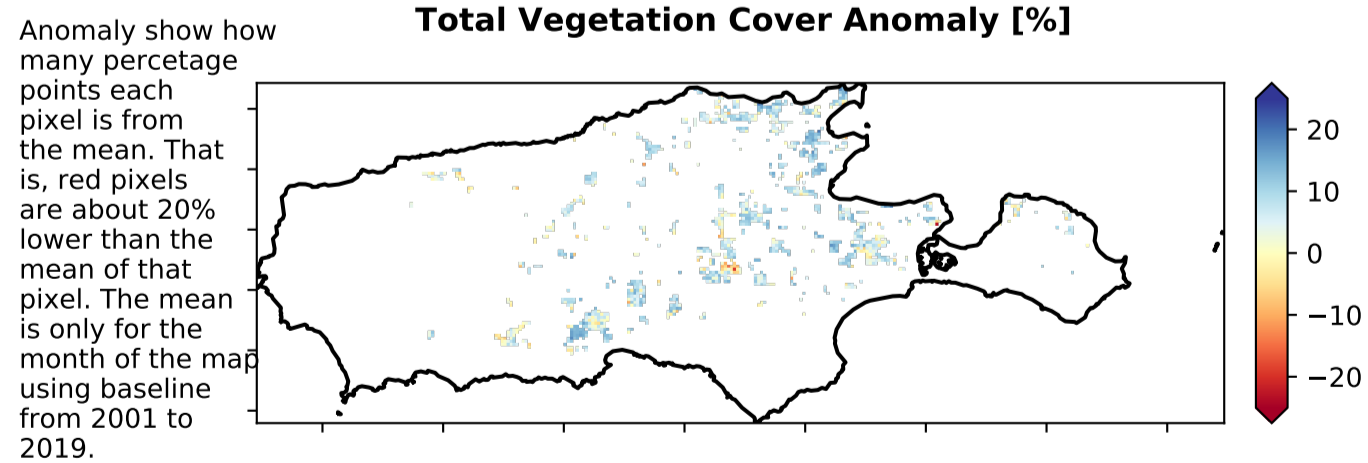 Total Vegetation Cover Anomaly [%]
Anomaly show how
many percetage
points each
pixel is from
the mean. That
is, red pixels
are about 20%
lower than the
mean of that
pixel. The mean
is only for the
month of the map
using baseline
from 2001 to
2019.
20
10
0
−10
−20